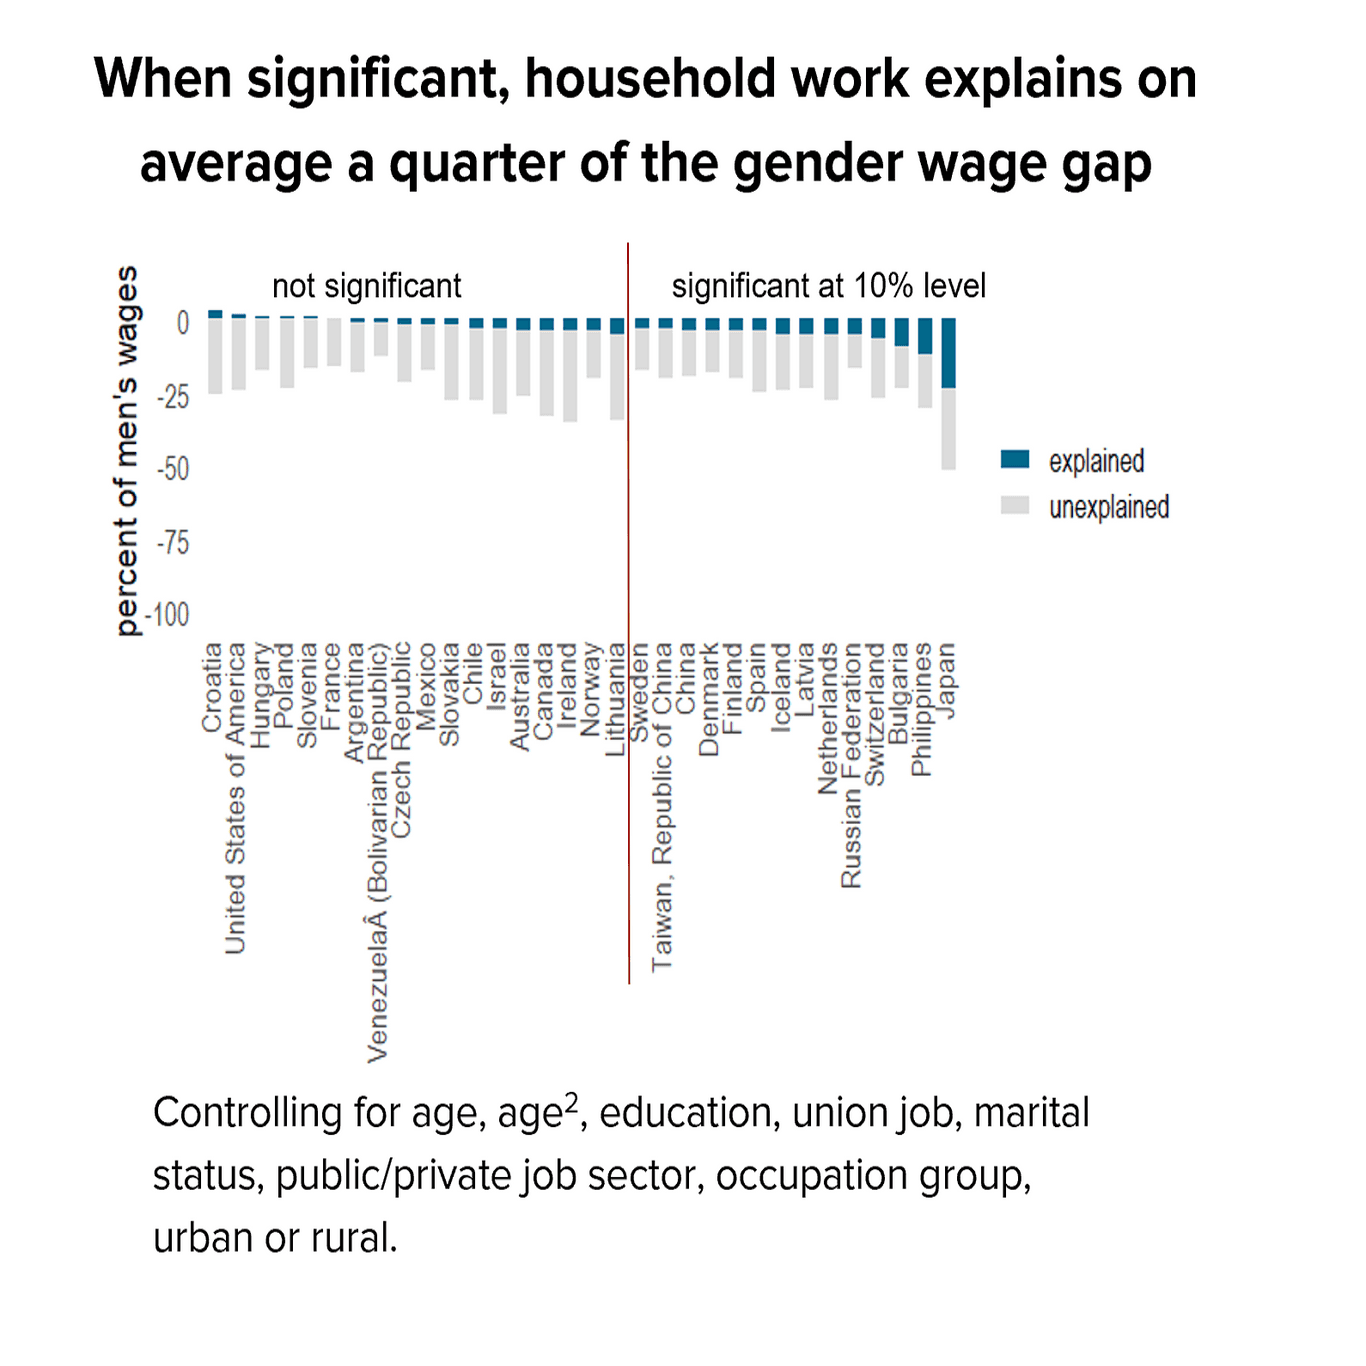 When significant, household work explains on
average a quarter of the gender wage gap
percent of men's wages
not significant
significant at 10% level
0
-25
-50
-75
-100
explained
unexplained
Croatia
United States of America
Hungary
Poland
Slovenia
France
Argentina
VenezuelaÂ (Bolivarian Republic)
Czech Republic
Mexico
Slovakia
Chile
Israel
Australia
Canada
Ireland
Norway
Lithuania
Sweden
Taiwan, Republic of China
China
Denmark
Finland
Spain
Iceland
Latvia
Netherlands
Russian Federation
Switzerland
Bulgaria
Philippines
Japan
Controlling for age, age², education, union job, marital
status, public/private job sector, occupation group,
urban or rural.